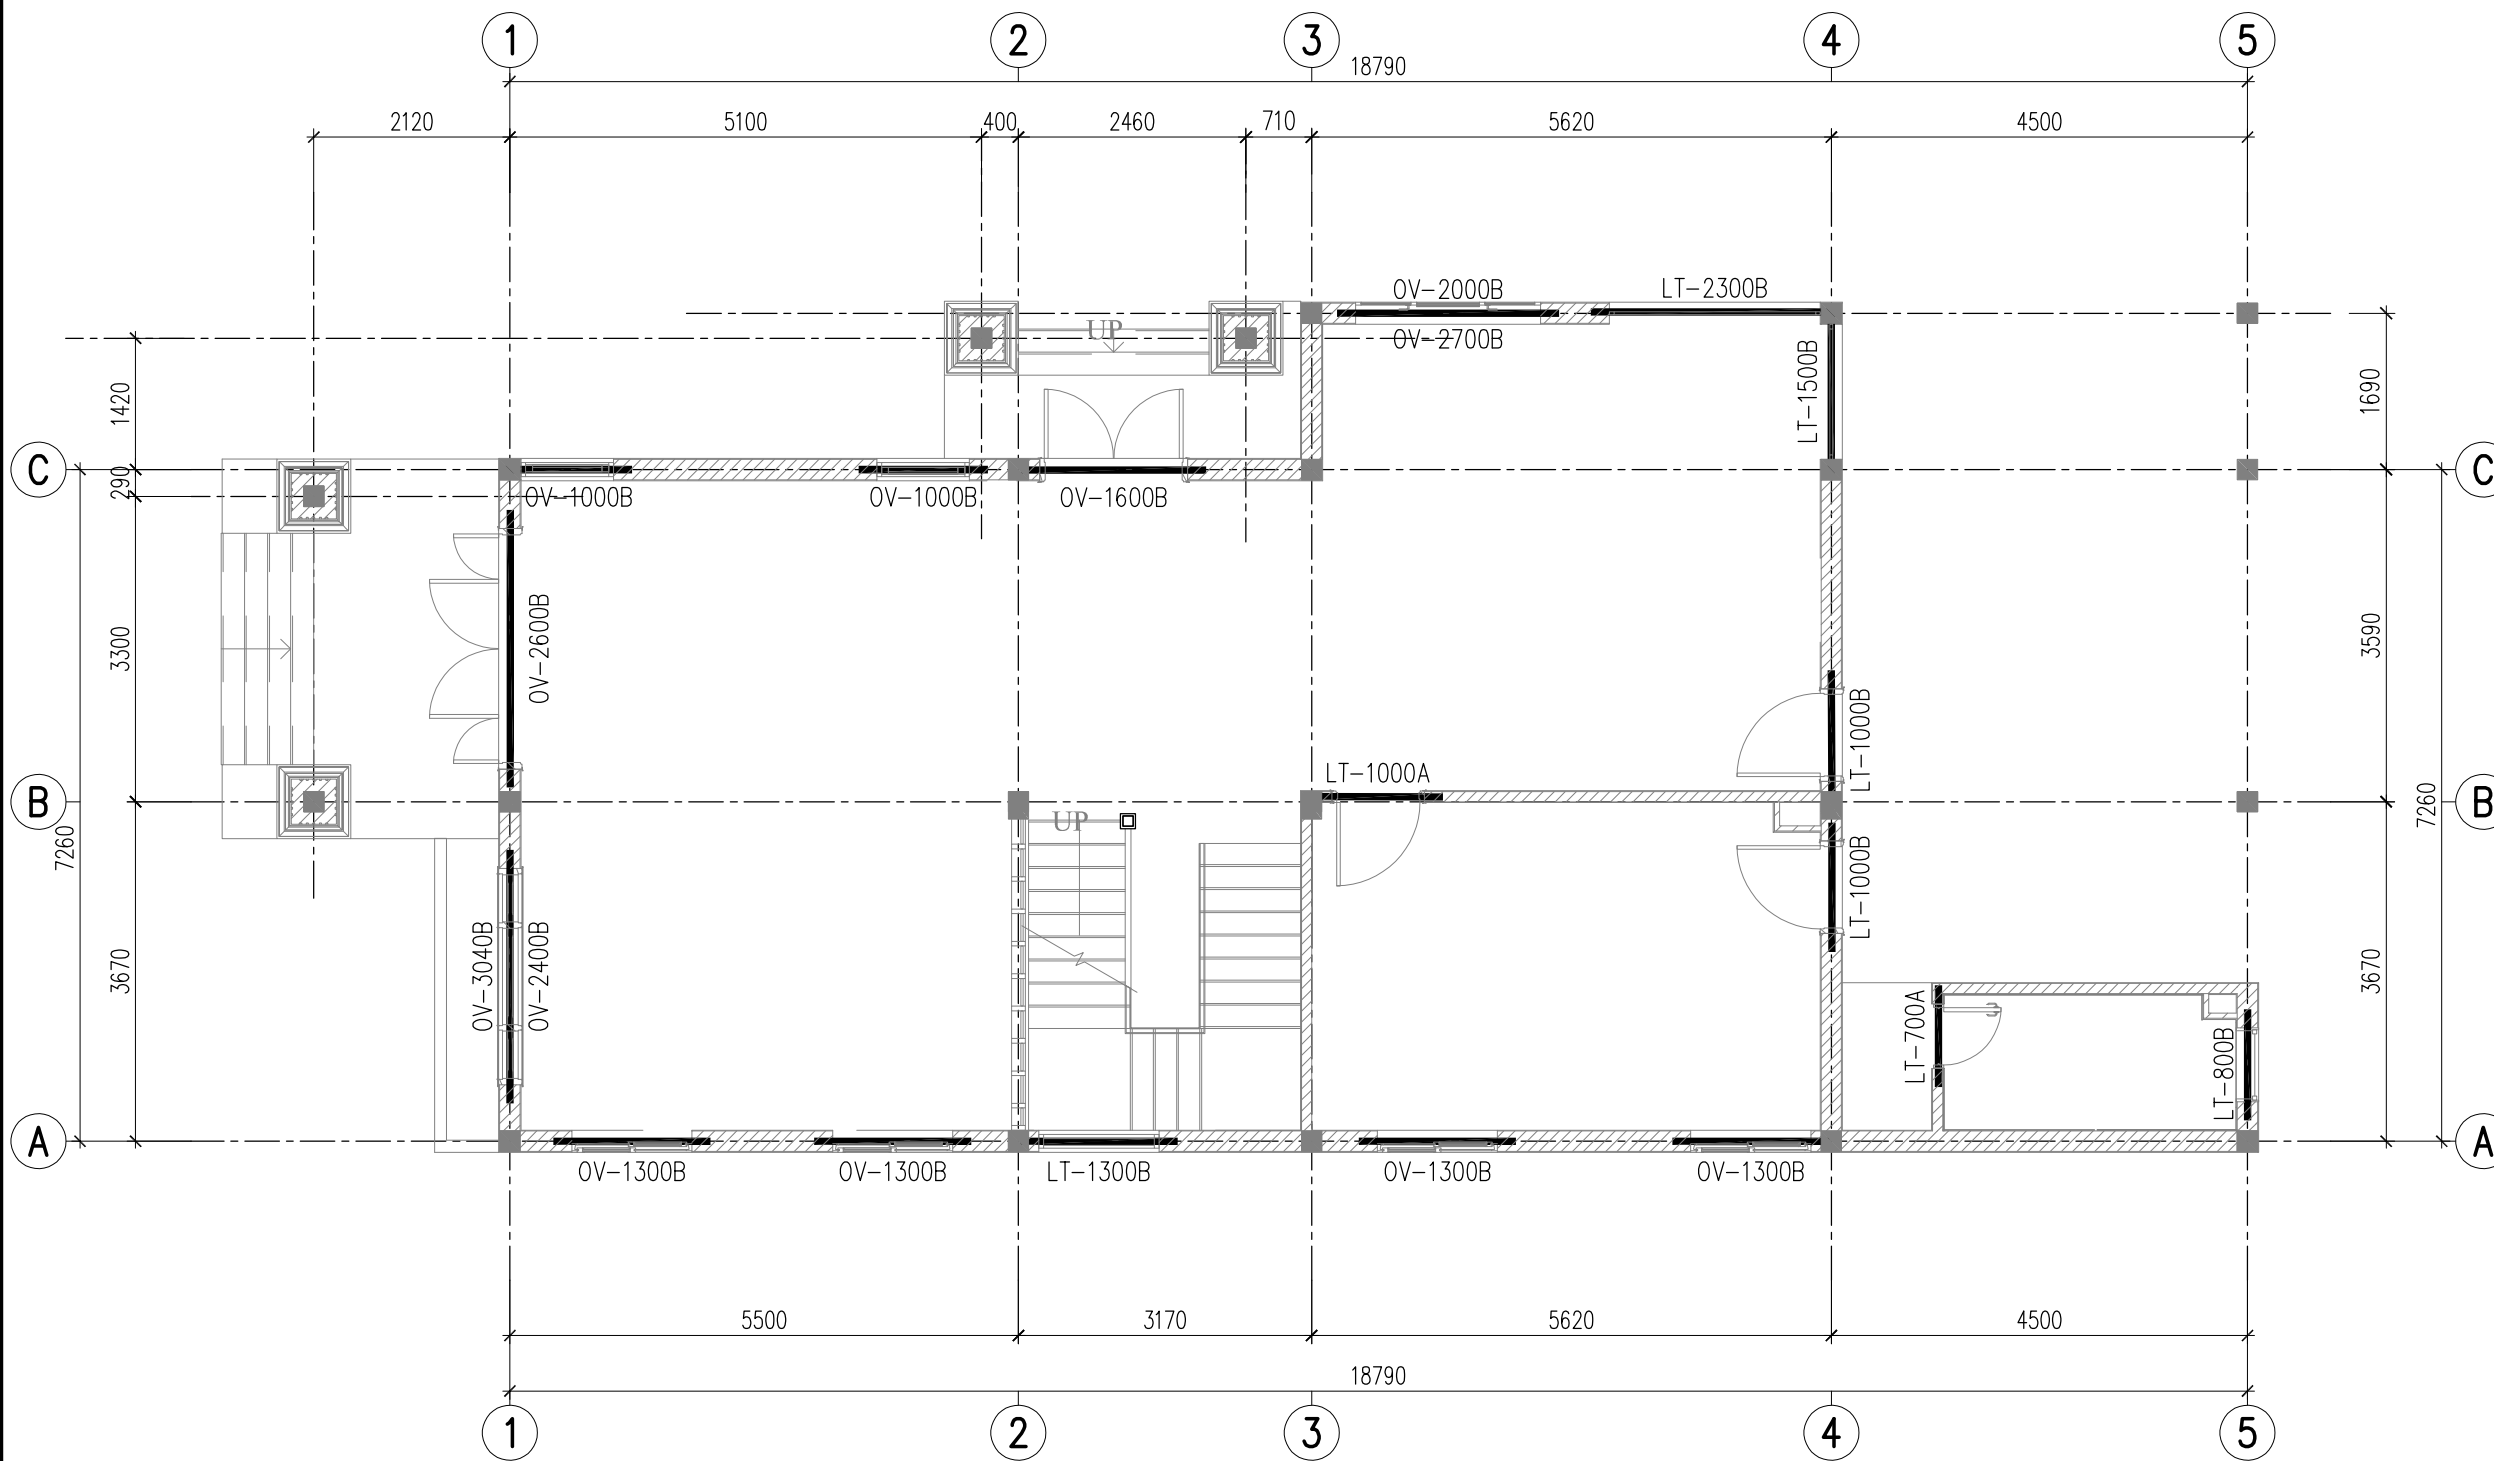 1
2
3
4
5
18790
2120
5100
400
2460
710
5620
4500
OV-2000B
LT-2300B
UP
OV-2700B
LT-1500B
1420
1690
C
C
290
OV-1000B
OV-1000B
OV-1600B
3300
OV-2600B
3590
LT-1000B
LT-1000A
B
B
7260
7260
UP
LT-1000B
3670
OV-3040B
OV-2400B
3670
LT-700A
LT-800B
A
A
OV-1300B
OV-1300B
LT-1300B
OV-1300B
OV-1300B
5500
3170
5620
4500
18790
1
2
3
4
5